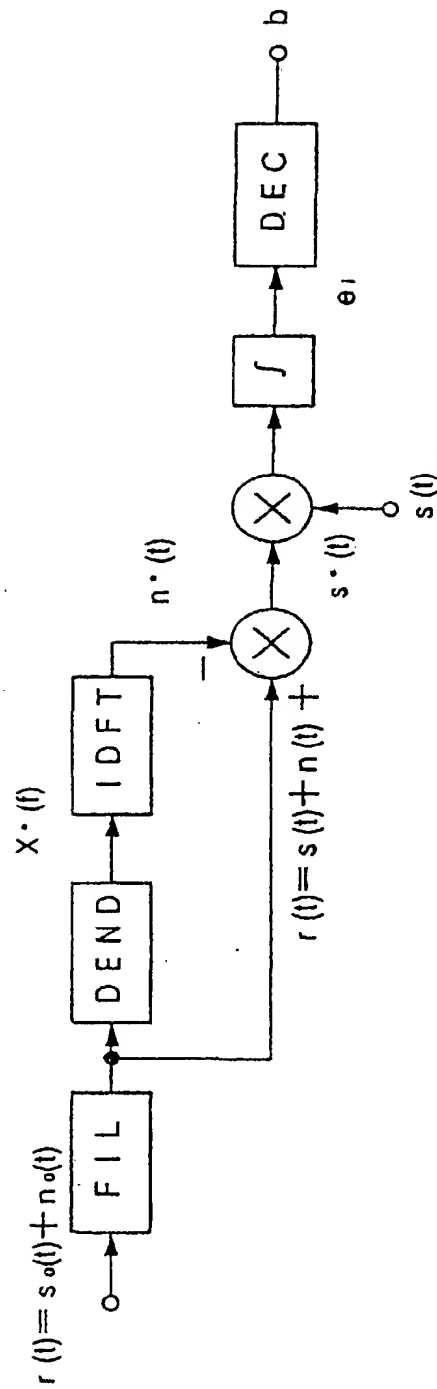 r (t) = s₀(t) + n₀(t)
FIL
DEND
X • (f)
IDFT
n • (t)
−
X
r (t) = s (t) + n (t) +
s • (t)
X
s (t)
∫
e1
DEC
b